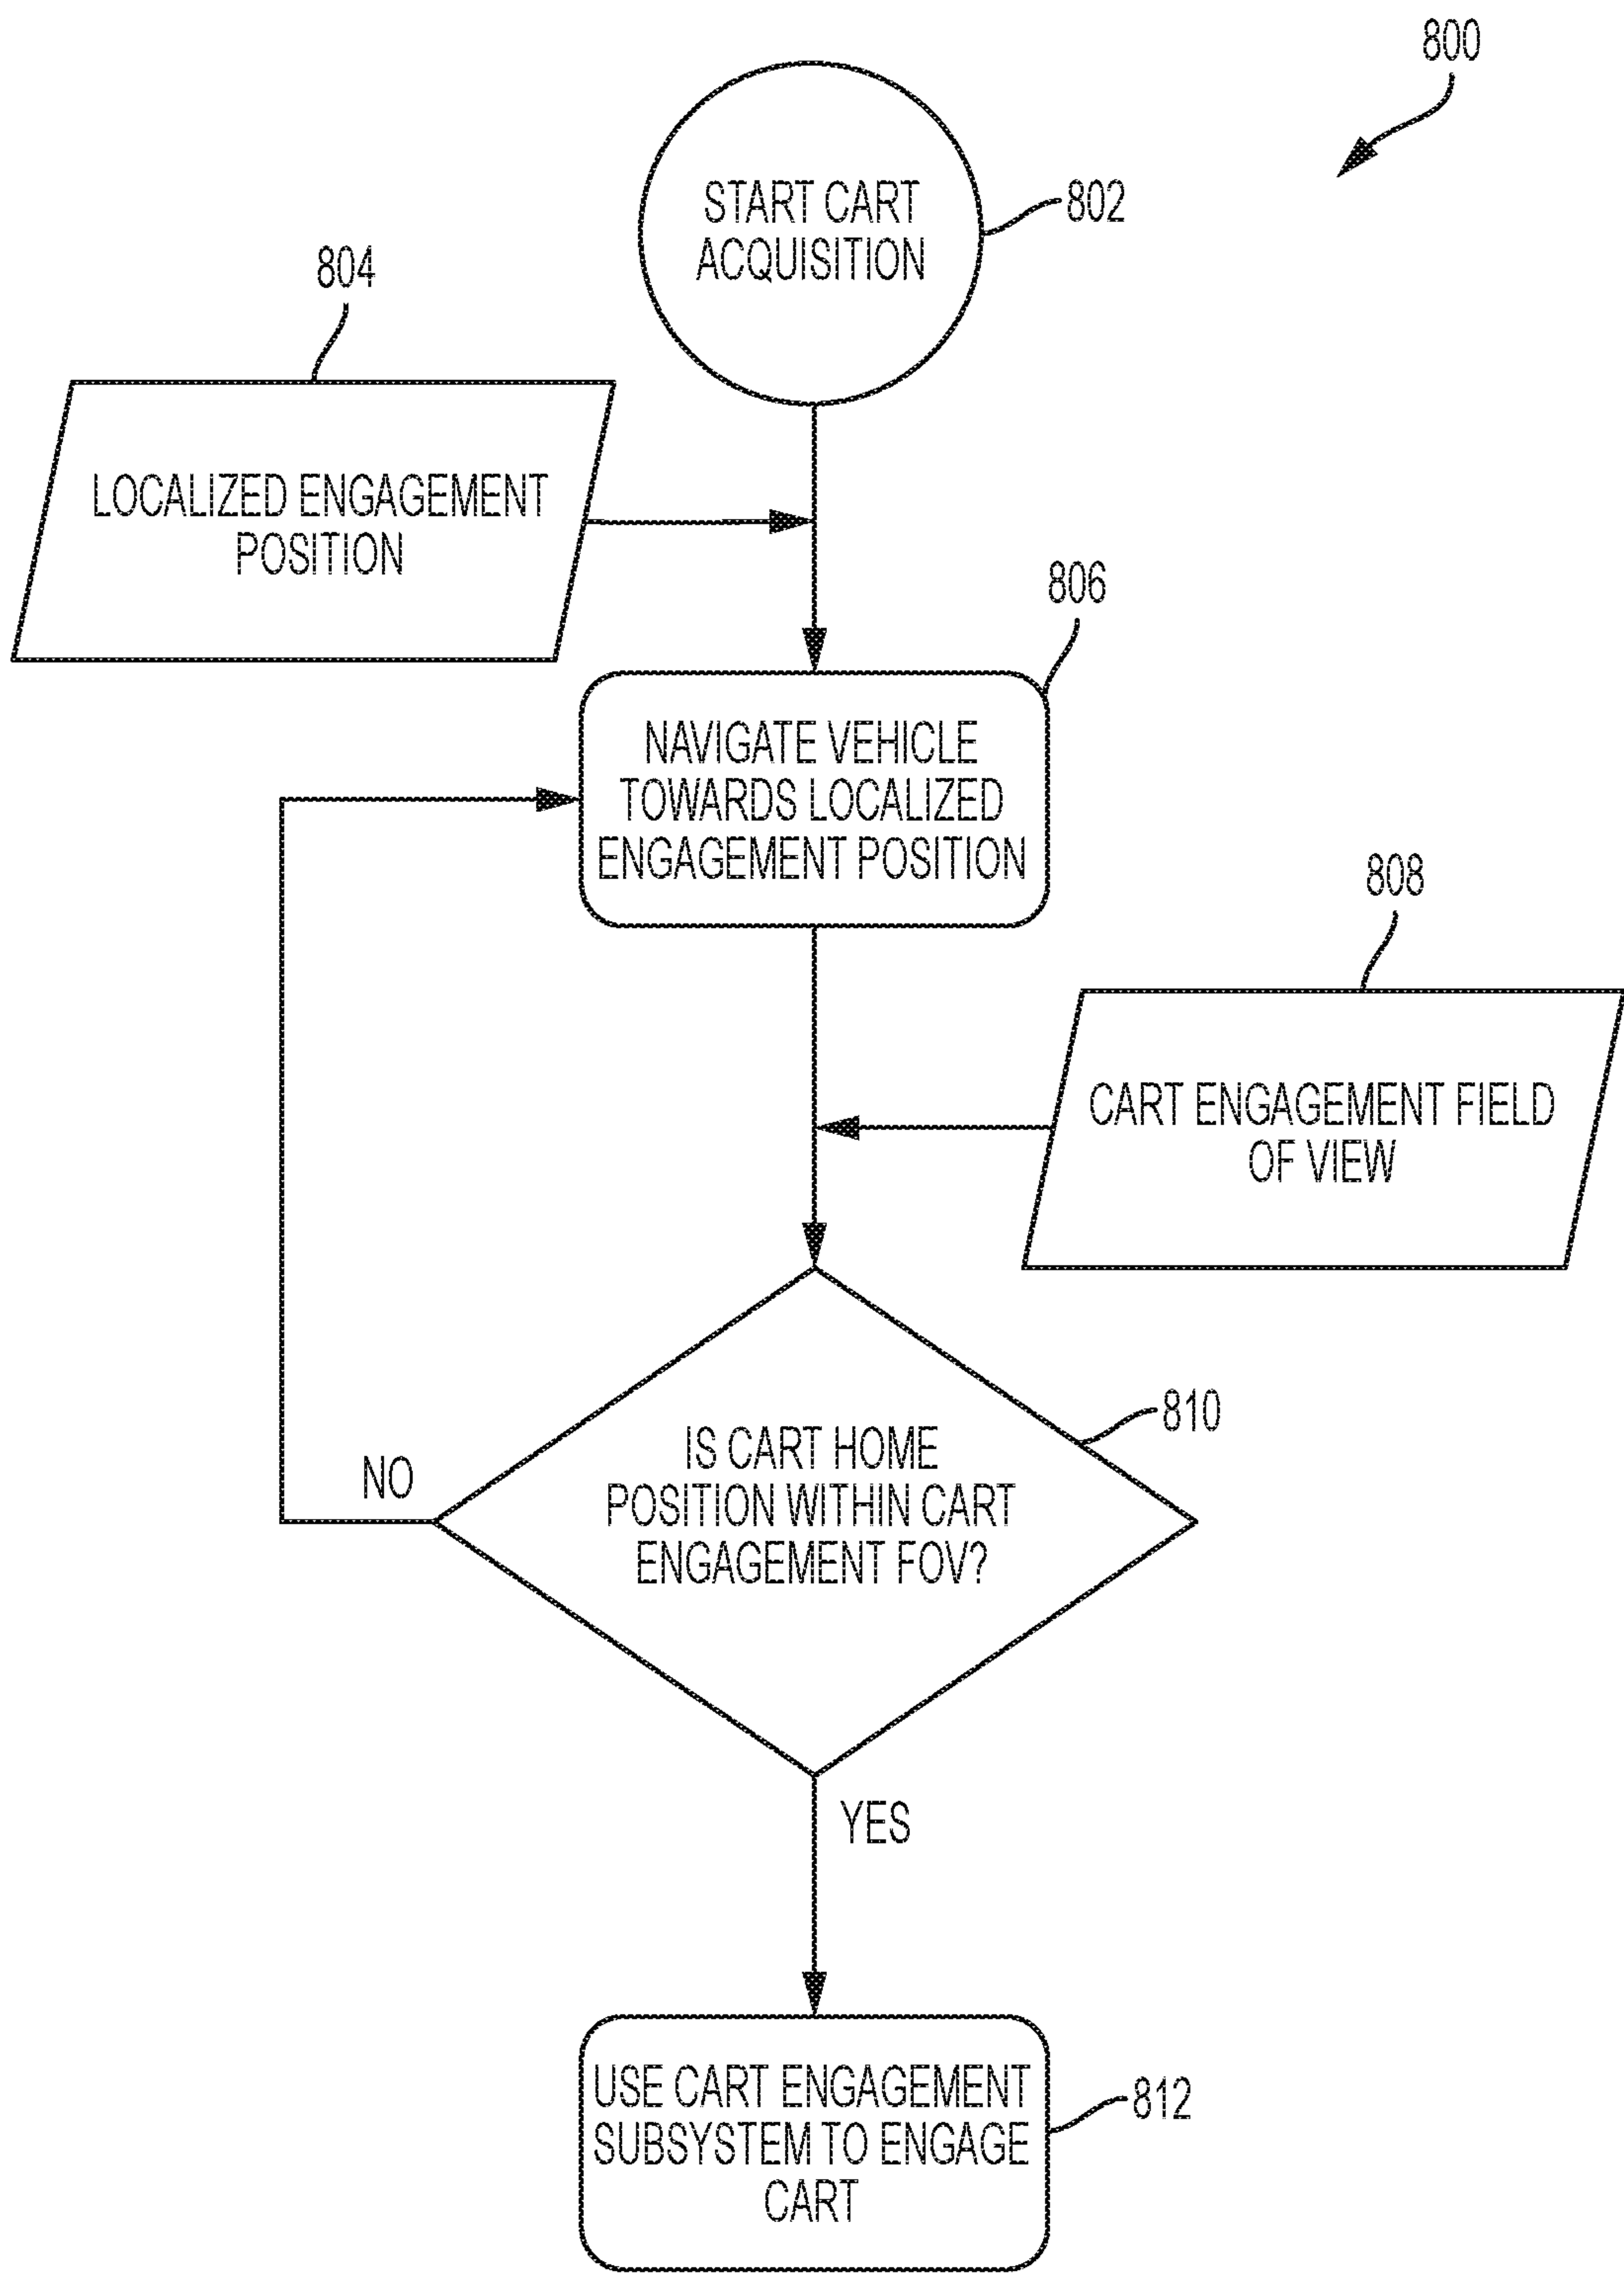 800
START CART
ACQUISITION
802
804
LOCALIZED ENGAGEMENT
POSITION
806
NAVIGATE VEHICLE
TOWARDS LOCALIZED
ENGAGEMENT POSITION
808
CART ENGAGEMENT FIELD
OF VIEW
810
IS CART HOME
POSITION WITHIN CART
ENGAGEMENT FOV?
NO
YES
USE CART ENGAGEMENT
SUBSYSTEM TO ENGAGE
CART
812